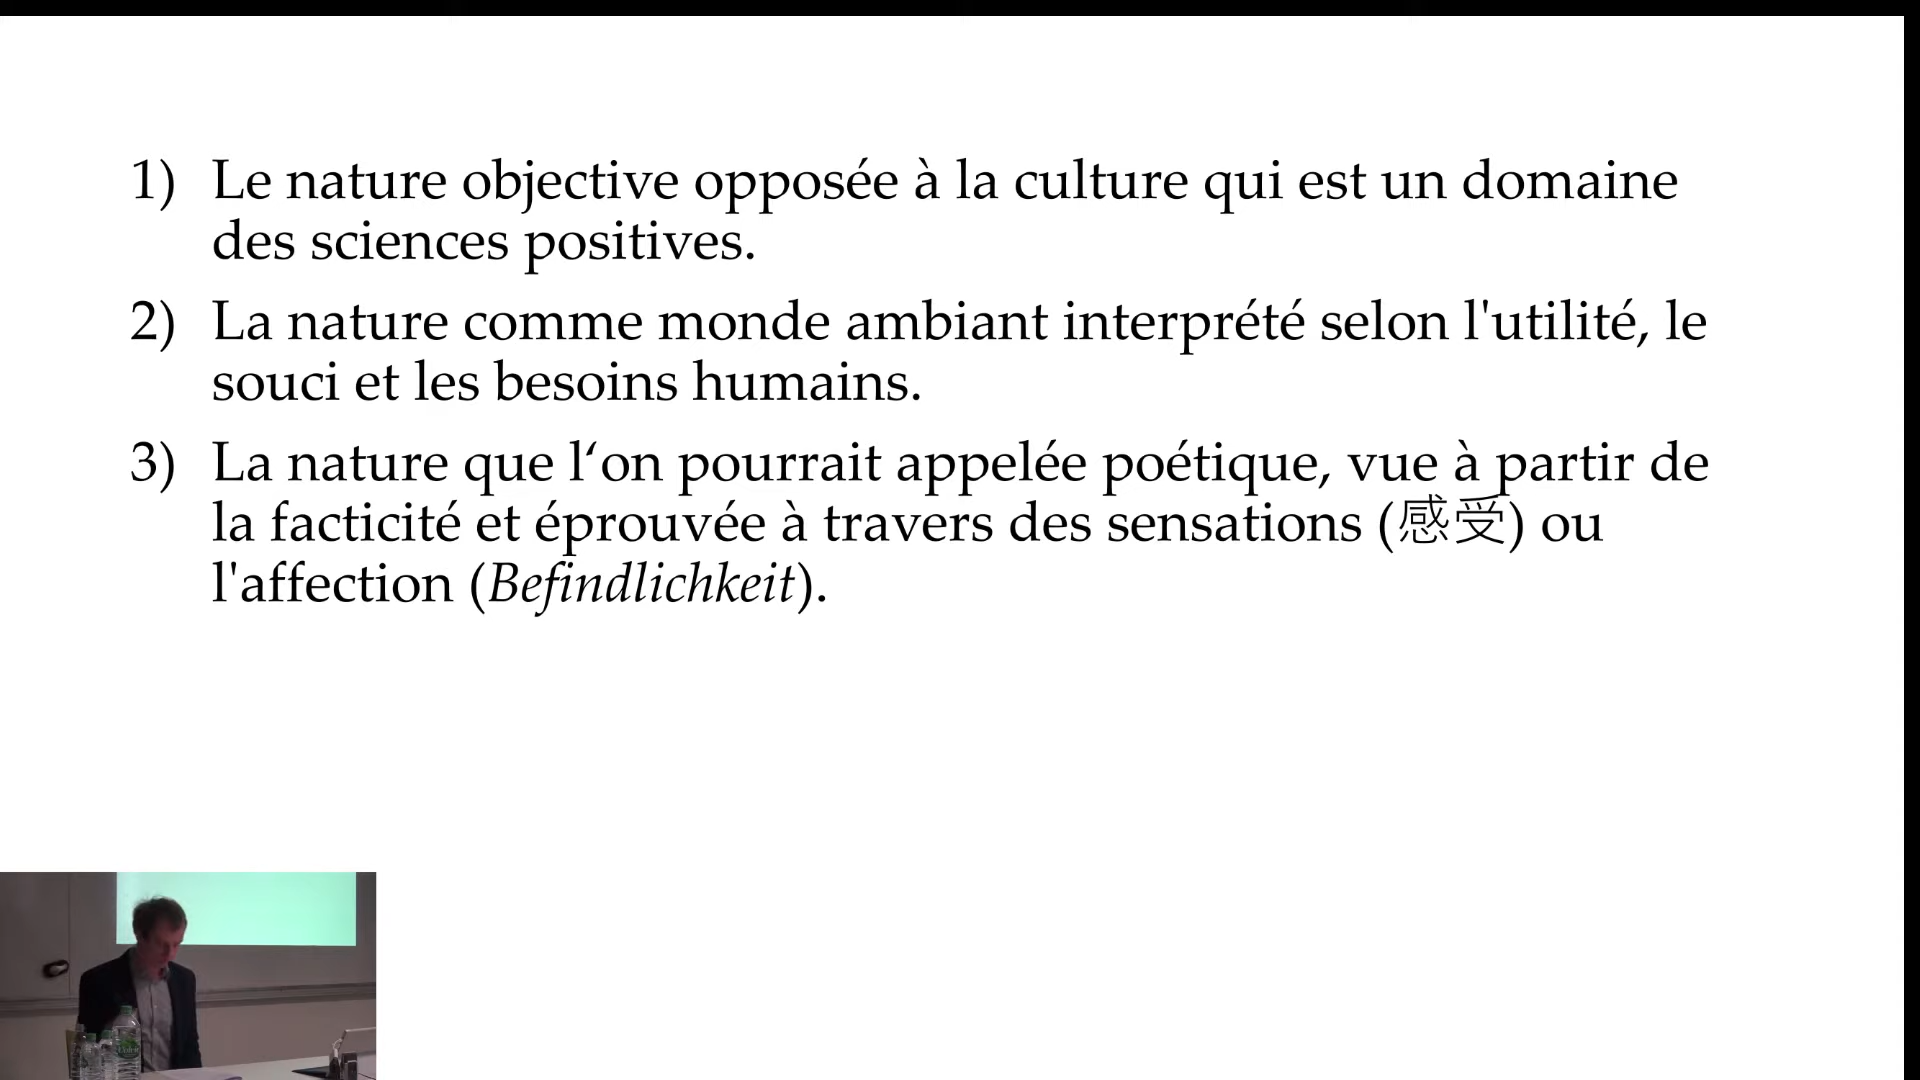 1) Le nature objective opposée à la culture qui est un domaine
des sciences positives.
2) La nature comme monde ambiant interprété selon l'utilité, le
souci et les besoins humains.
3) La nature que l‘on pourrait appelée poétique, vue à partir de
la facticité et éprouvée à travers des sensations (感受) ou
l'affection (Befindlichkeit).